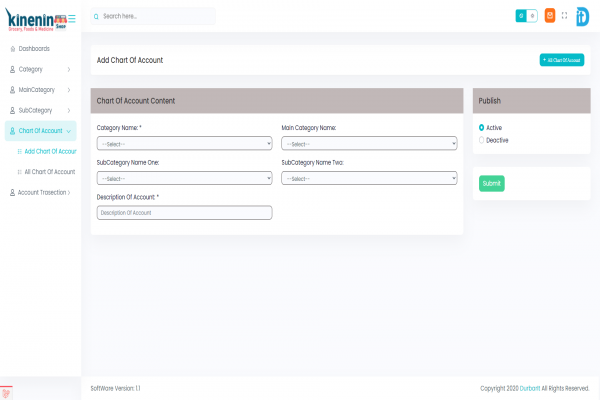 kinenin
SHOP
Grocery, Foods & Medicine
Search here...
Dashboards
Category
MainCategory
SubCategory
Chart Of Account
Add Chart Of Accour
All Chart Of Account
Account Trasection
Add Chart Of Account
+ All Chart Of Account
Chart Of Account Content
Category Name: *
Main Category Name:
---Select---
---Select---
SubCategory Name One:
SubCategory Name Two:
---Select---
---Select---
Description Of Account: *
Description Of Account
Publish
Active
Deactive
Submit
SoftWare Version: 1.1
Copyright 2020 Durbarit All Rights Reserved.